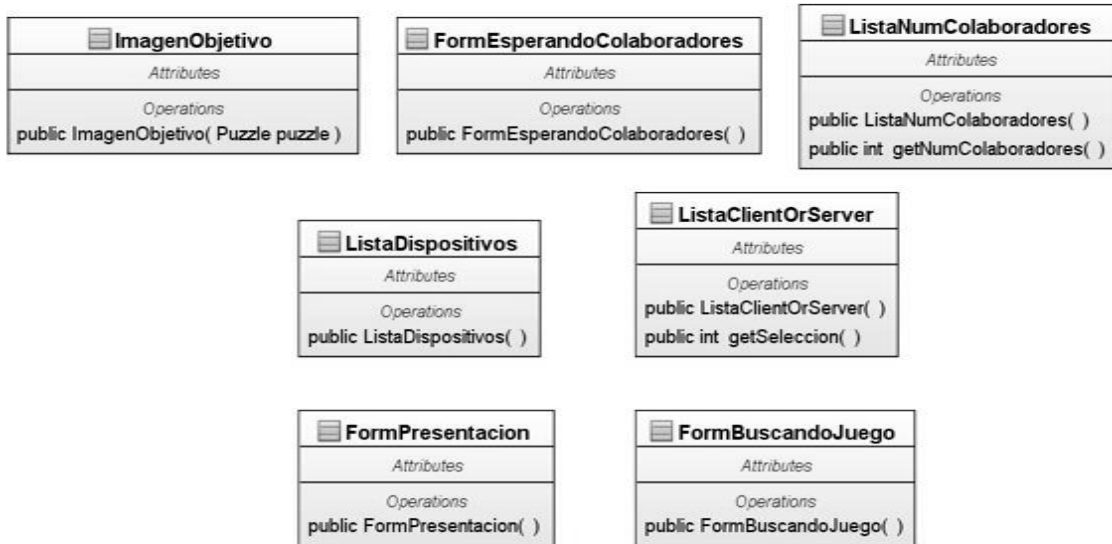 ImagenObjetivo
Attributes
Operations
public ImagenObjetivo( Puzzle puzzle )
FormEsperandoColaboradores
Attributes
Operations
public FormEsperandoColaboradores( )
ListaNumColaboradores
Attributes
Operations
public ListaNumColaboradores( )
public int getNumColaboradores( )
ListaDispositivos
Attributes
Operations
public ListaDispositivos( )
ListaClientOrServer
Attributes
Operations
public ListaClientOrServer( )
public int getSeleccion( )
FormPresentacion
Attributes
Operations
public FormPresentacion( )
FormBuscandoJuego
Attributes
Operations
public FormBuscandoJuego( )